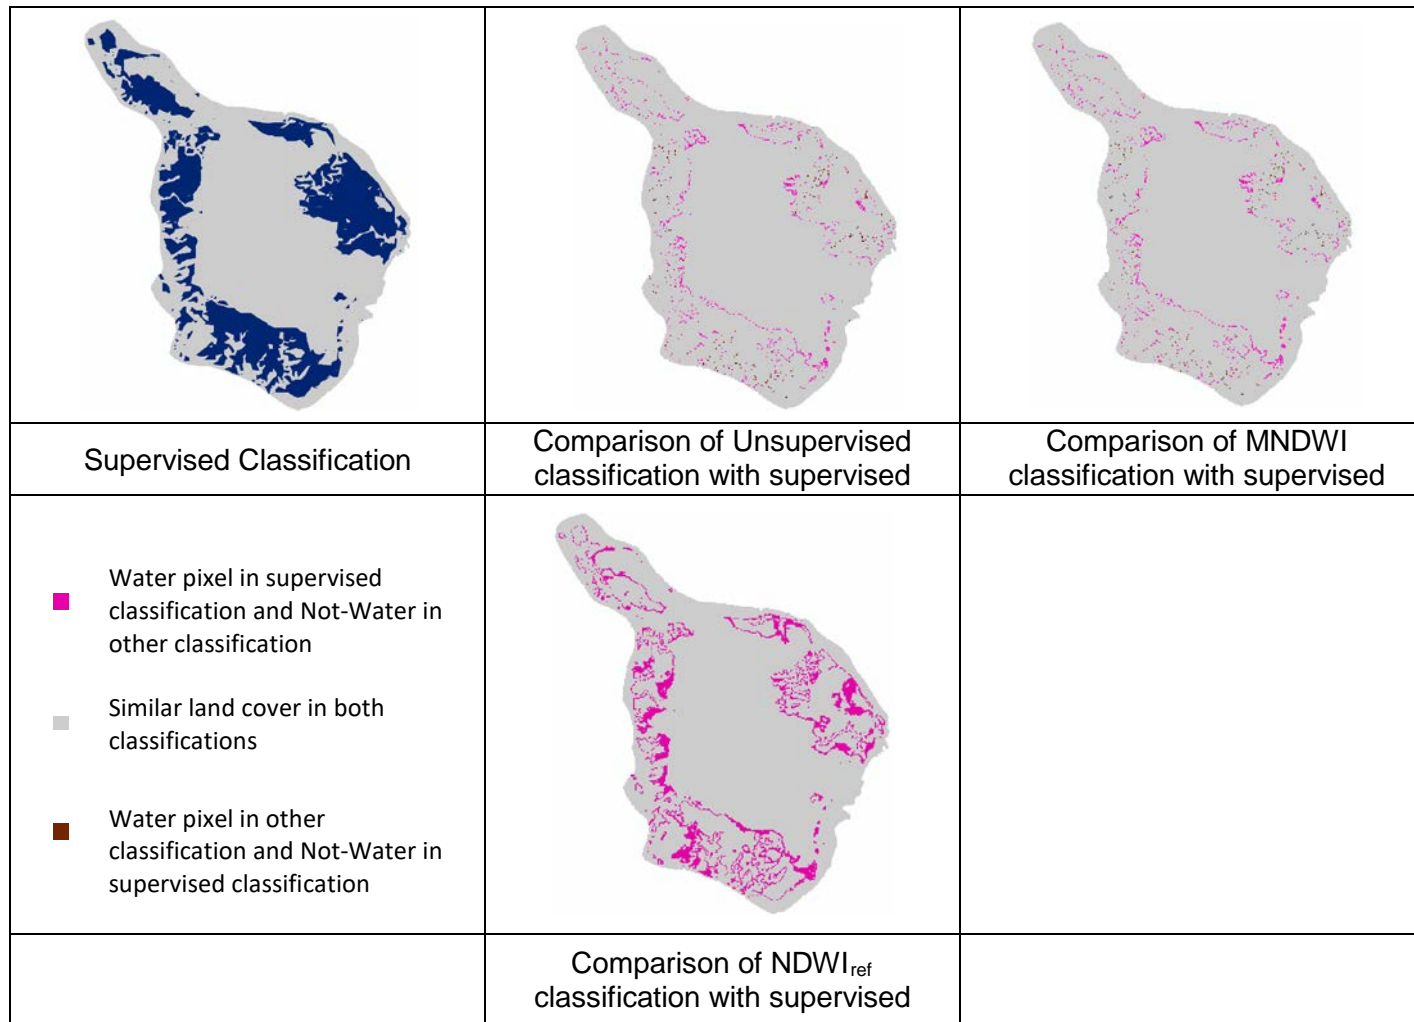 Supervised Classification
Comparison of Unsupervised
classification with supervised
Comparison of MNDWI
classification with supervised
Water pixel in supervised
classification and Not-Water in
other classification
Similar land cover in both
classifications
Water pixel in other
classification and Not-Water in
supervised classification
Comparison of NDWIref
classification with supervised